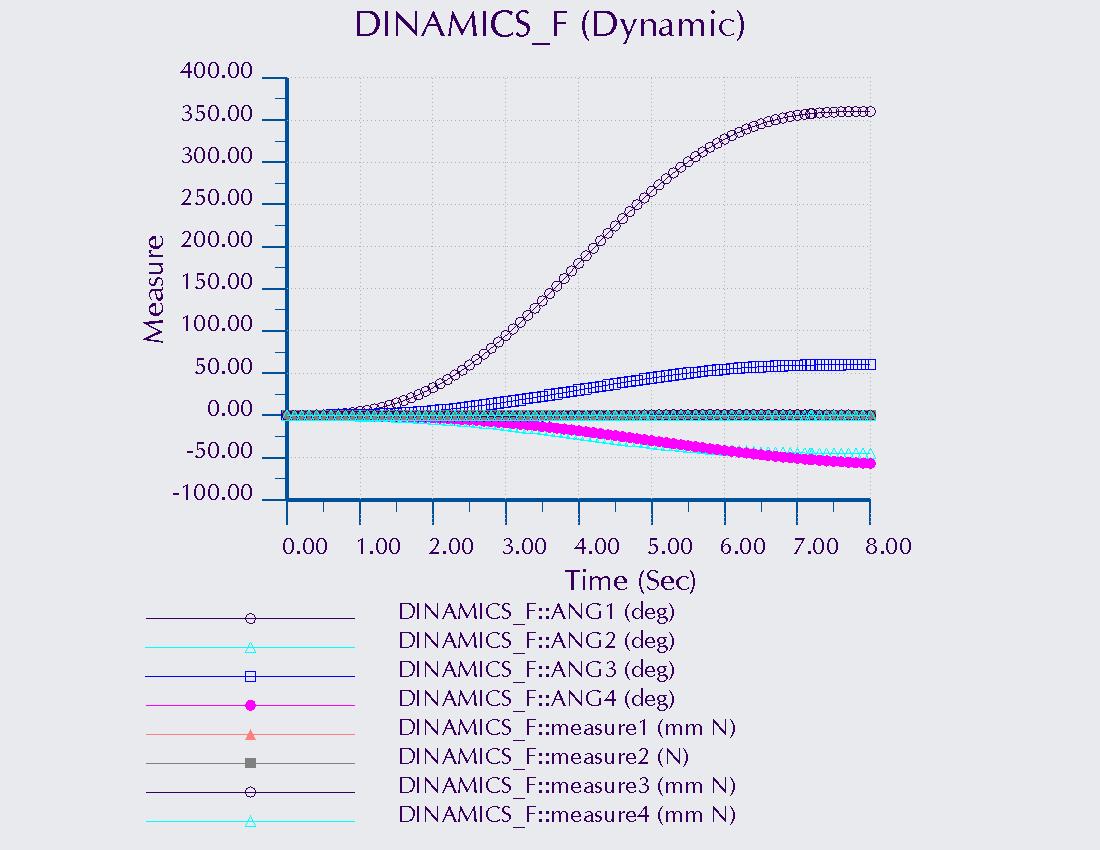 DINAMICS_F (Dynamic)
400.00
350.00
300.00
250.00
200.00
150.00
100.00
50.00
0.00
-50.00
-100.00
Measure
0.00 1.00 2.00 3.00 4.00 5.00 6.00 7.00 8.00
Time (Sec)
DINAMICS_F::ANG1 (deg)
DINAMICS_F::ANG2 (deg)
DINAMICS_F::ANG3 (deg)
DINAMICS_F::ANG4 (deg)
DINAMICS_F::measure1 (mm N)
DINAMICS_F::measure2 (N)
DINAMICS_F::measure3 (mm N)
DINAMICS_F::measure4 (mm N)